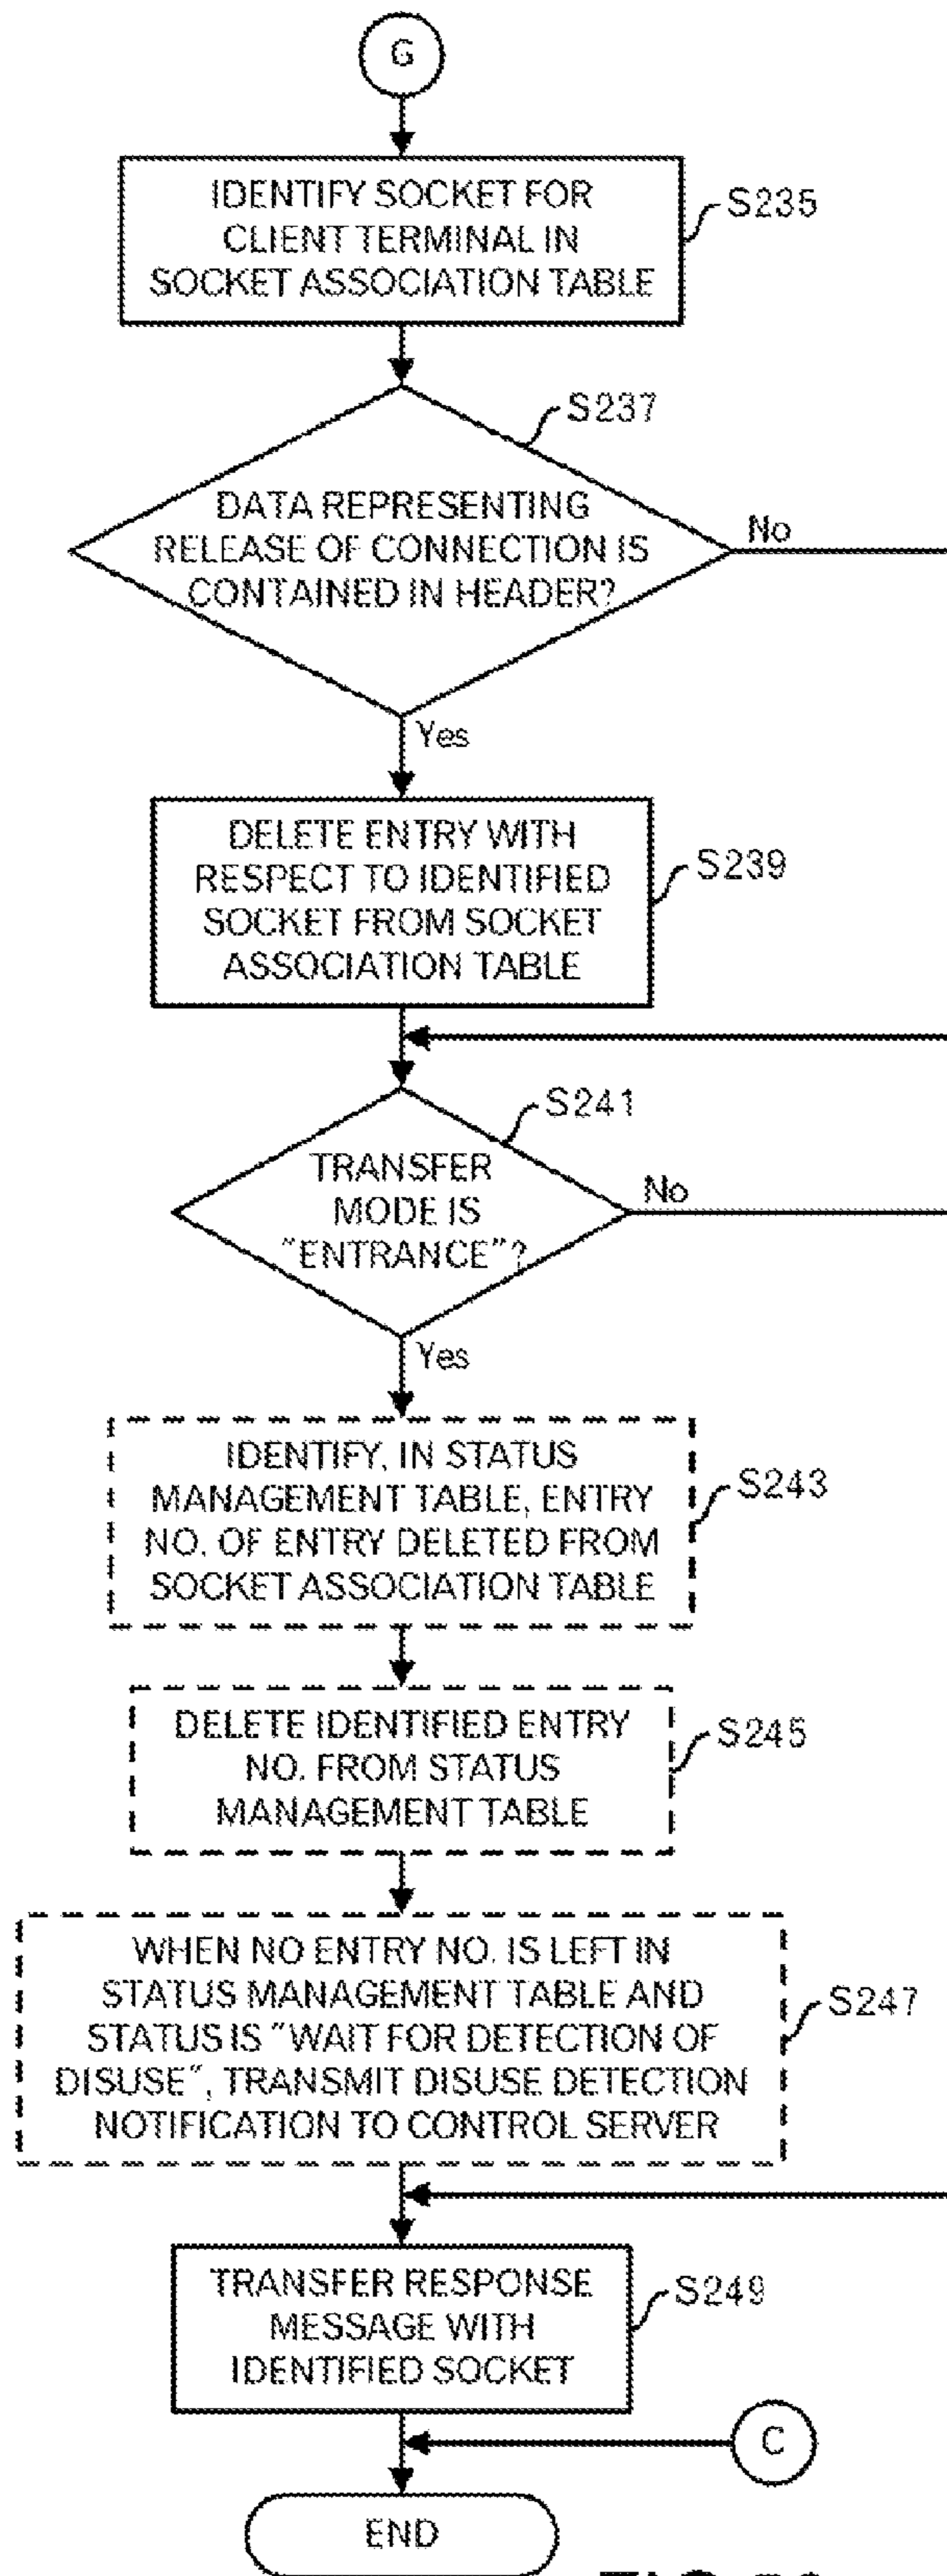 G
IDENTIFY SOCKET FOR
CLIENT TERMINAL IN
SOCKET ASSOCIATION TABLE
S235
S237
DATA REPRESENTING
RELEASE OF CONNECTION IS
CONTAINED IN HEADER?
No
Yes
DELETE ENTRY WITH
RESPECT TO IDENTIFIED
SOCKET FROM SOCKET
ASSOCIATION TABLE
S239
S241
TRANSFER
MODE IS
"ENTRANCE"?
No
Yes
IDENTIFY, IN STATUS
MANAGEMENT TABLE, ENTRY
NO. OF ENTRY DELETED FROM
SOCKET ASSOCIATION TABLE
S243
DELETE IDENTIFIED ENTRY
NO. FROM STATUS
MANAGEMENT TABLE
S245
WHEN NO ENTRY NO. IS LEFT IN
STATUS MANAGEMENT TABLE AND
STATUS IS "WAIT FOR DETECTION OF
DISUSE", TRANSMIT DISUSE DETECTION
NOTIFICATION TO CONTROL SERVER
S247
TRANSFER RESPONSE
MESSAGE WITH
IDENTIFIED SOCKET
S249
C
END